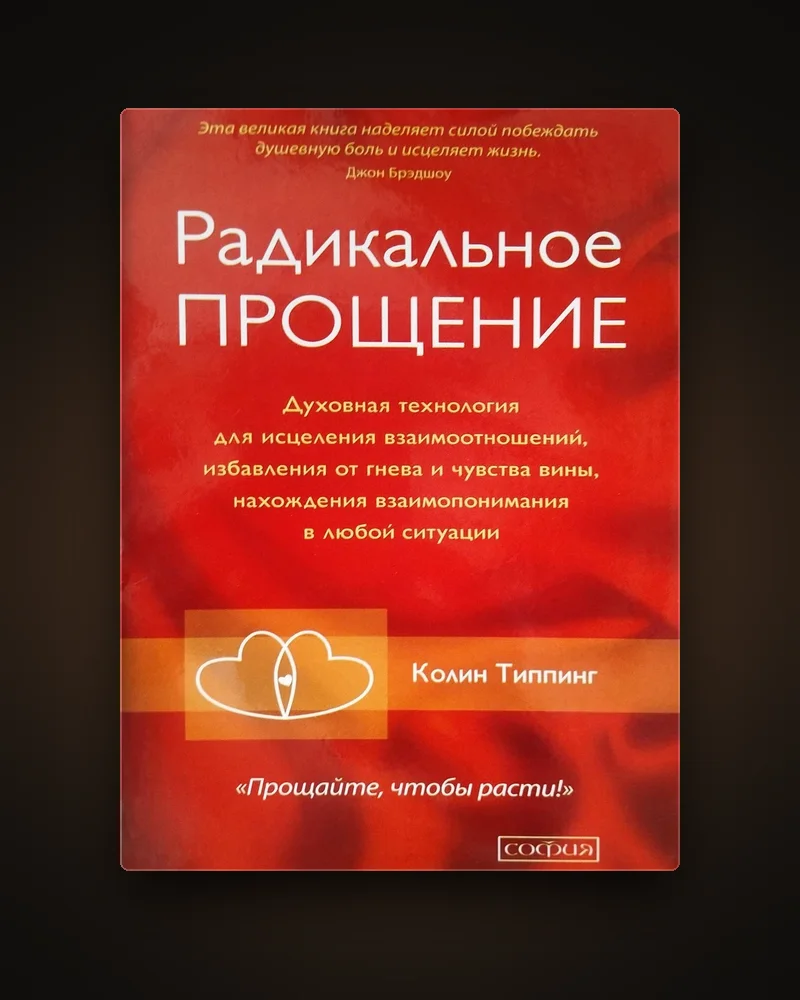 Эта великая книга наделяет силой побеждать
душевную боль и исцеляет жизнь.
Джон Брэдшоу
Радикальное
ПРОЩЕНИЕ
Духовная технология
для исцеления взаимоотношений,
избавления от гнева и чувства вины,
нахождения взаимопонимания
в любой ситуации
Колин Типпинг
«Прощайте, чтобы расти!»
софия